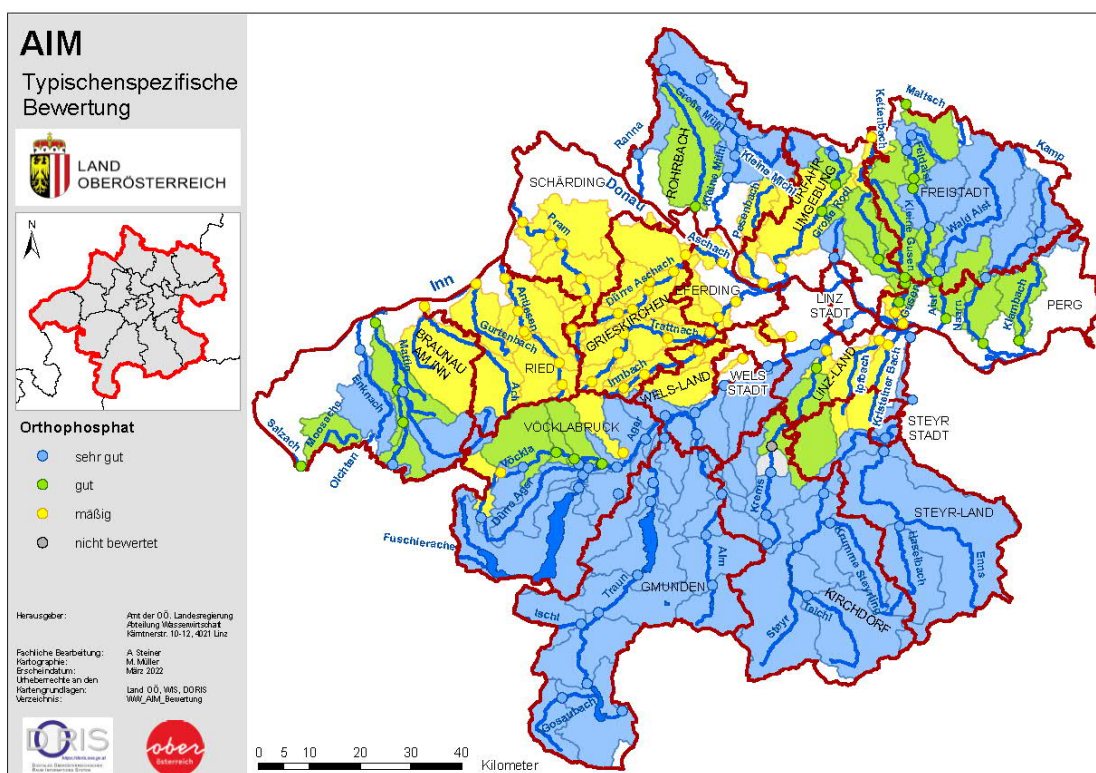 AIM
Typischenspezifische
Bewertung
LAND
OBERÖSTERREICH
N
Orthophosphat
sehr gut
gut
mäßig
nicht bewertet
Herausgeber: Amt der OÖ. Landesregierung
Abteilung Wasserwirtschaft
Kärntnerstr. 10-12, 4021 Linz
Fachliche Bearbeitung: A. Steiner
Kartographie: M. Müller
Erscheindatum: März 2022
Urheberrechte an den
Kartengrundlagen: Land OÖ, WIS, DORIS
Verzeichnis: WW_AIM_Bewertung
DORIS
ober
österreich
Große Mühl
Ranna
ROHRBACH
Kleine Mühl
Kleine Michl
Kettenbach
Maltsch
Kamp
Feldaist
FREISTADT
SCHÄRDING
Donau
Pesenbach
URFAHR
UMGEBUNG
Große Rodl
Kleine Gusen
Wald Aist
Pram
Aschach
Inn
Dürre Aschach
EFERDING
LINZ
STADT
Gusen
Aist
Naarn
Klambach
PERG
Antiesen
GRIESKIRCHEN
Trattnach
Gurtenbach
BRAUNAU
AM INN
Mattig
Enknach
RIED
Ach
Innbach
WELS-LAND
WELS
STADT
LINZ-LAND
Ipfbach
Kristeiner Bach
STEYR
STADT
Salzach
Moosache
Oichten
VÖCKLABRUCK
Vöckla
Ager
Dürre Ager
Krems
STEYR-LAND
Fuschlerache
Alm
Krumme Steyrling
Haselbach
Enns
Traun
GMUNDEN
KIRCHDORF
Ischl
Steyr
Teichl
Gosaubach
0 5 10 20 30 40
Kilometer